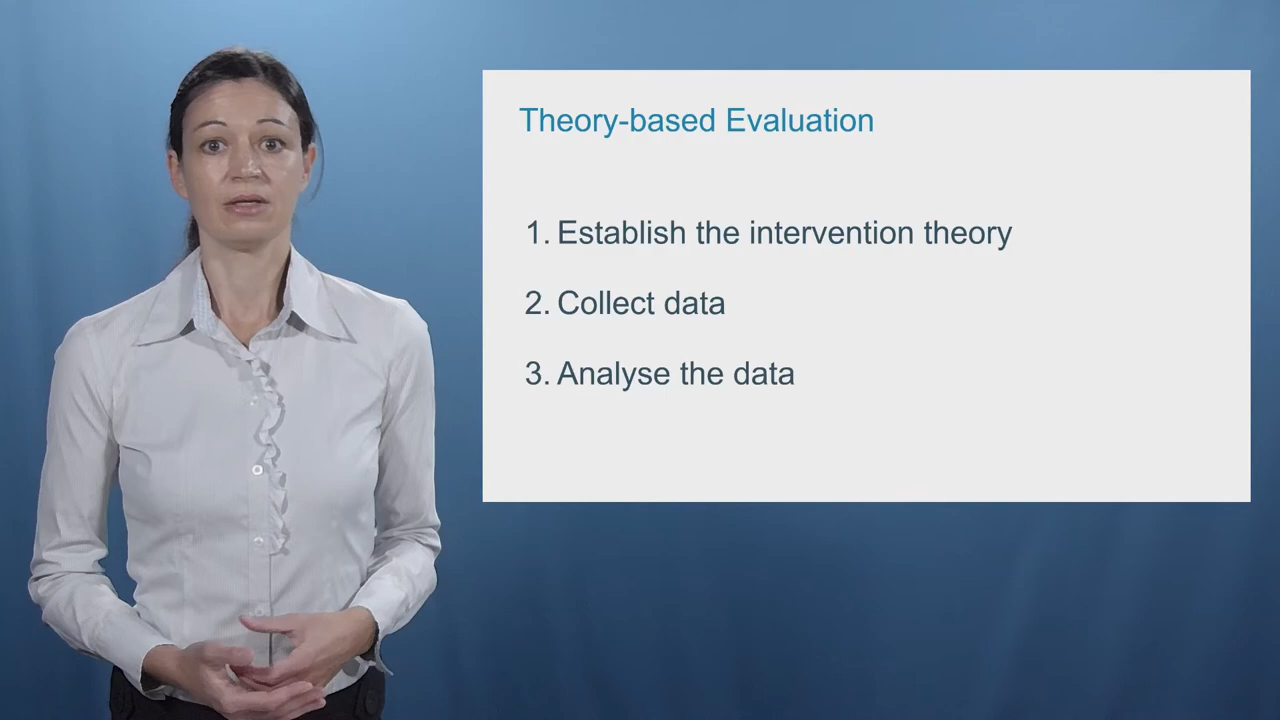 Theory-based Evaluation
1. Establish the intervention theory
2. Collect data
3. Analyse the data